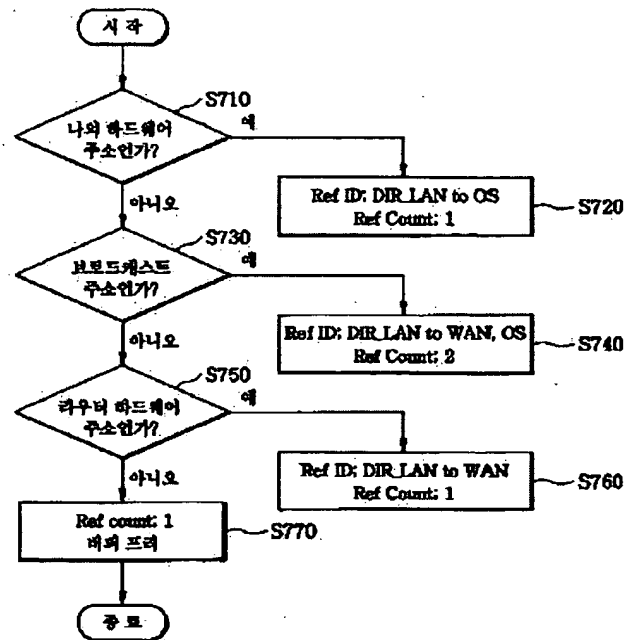 시 작
S710
나의 하드웨어
주소인가?
예
아니오
Ref ID: DIR_LAN to OS
Ref Count: 1
S720
S730
브로드캐스트
주소인가?
예
아니오
Ref ID: DIR_LAN to WAN, OS
Ref Count: 2
S740
S750
라우터 하드웨어
주소인가?
예
아니오
Ref ID: DIR_LAN to WAN
Ref Count: 1
S760
Ref count: 1
버퍼 프리
S770
종 료